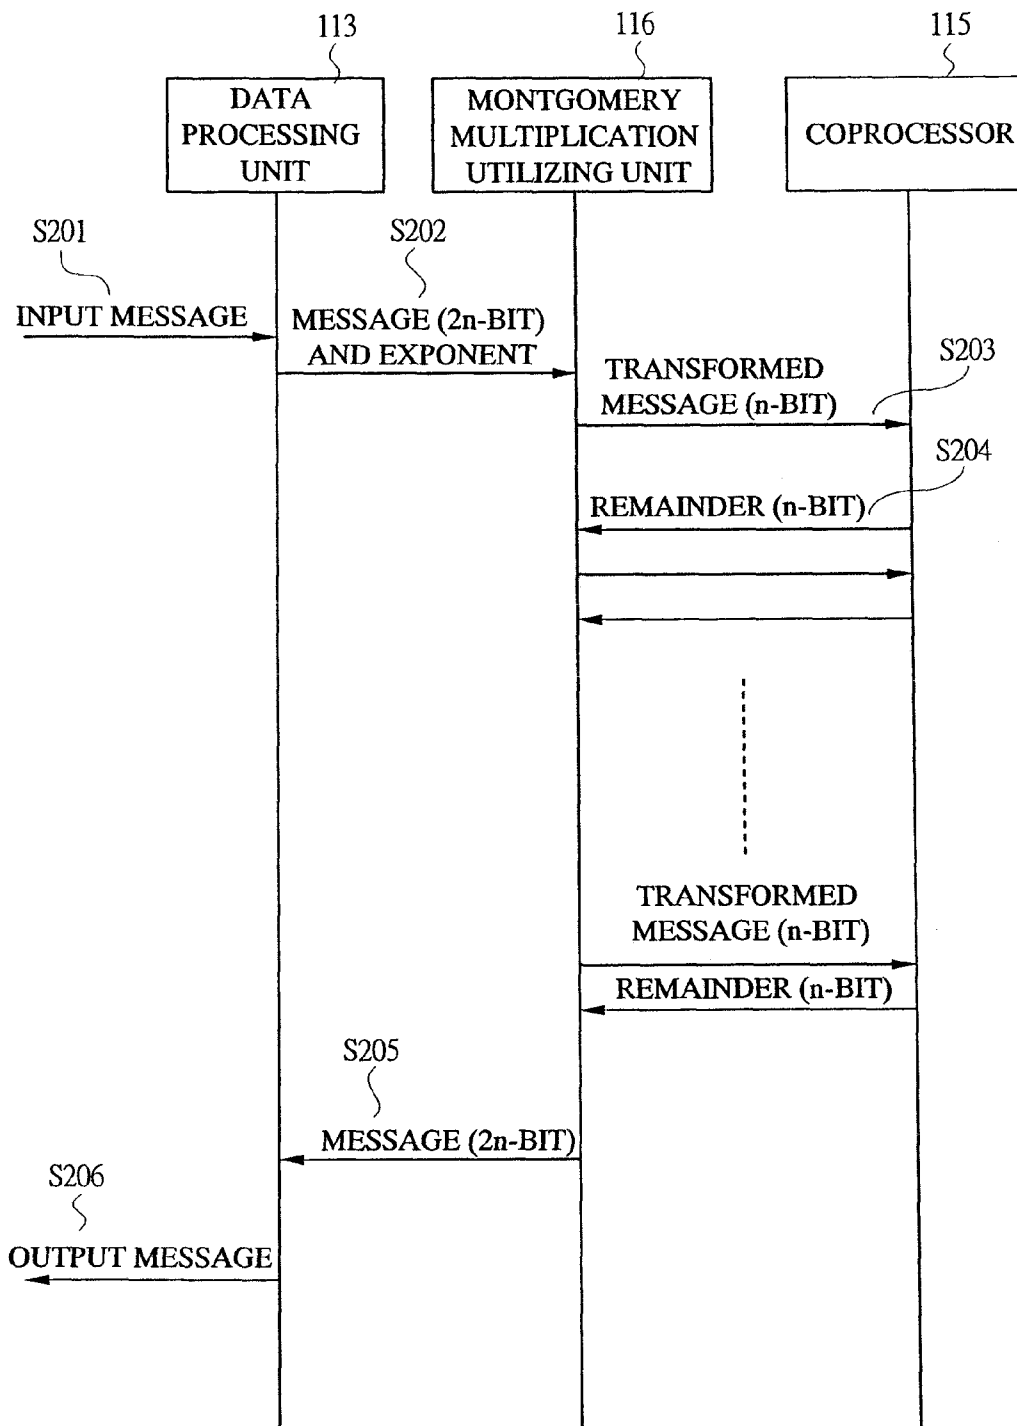 113
116
115
DATA
PROCESSING
UNIT
MONTGOMERY
MULTIPLICATION
UTILIZING UNIT
COPROCESSOR
S201
S202
INPUT MESSAGE
MESSAGE (2n-BIT)
AND EXPONENT
S203
TRANSFORMED
MESSAGE (n-BIT)
S204
REMAINDER (n-BIT)
TRANSFORMED
MESSAGE (n-BIT)
REMAINDER (n-BIT)
S205
MESSAGE (2n-BIT)
S206
OUTPUT MESSAGE